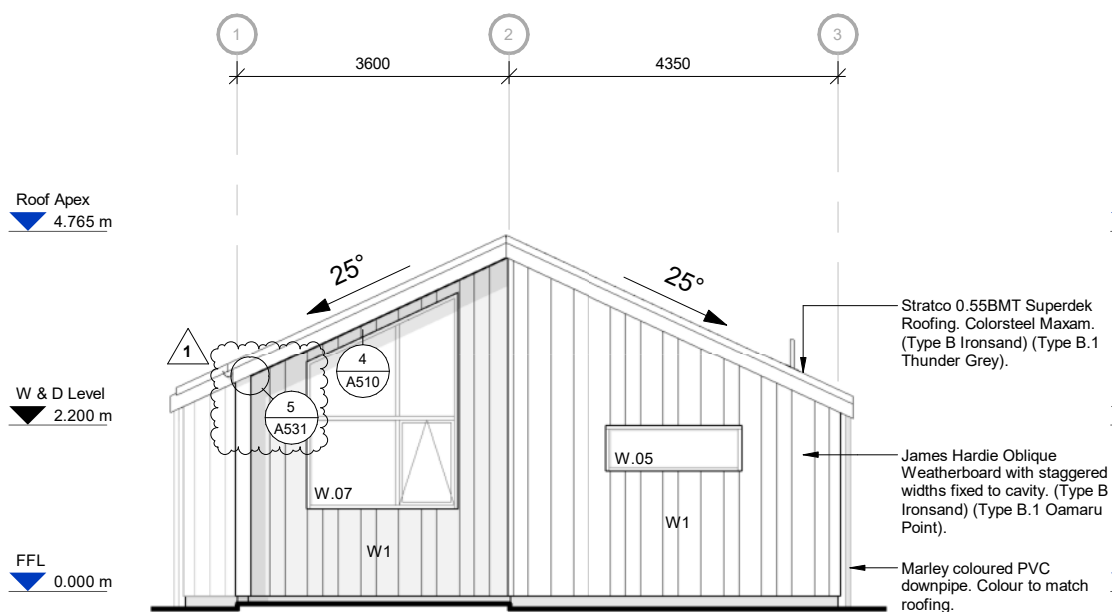 1
2
3
3600
4350
Roof Apex
4.765 m
25°
25°
Stratco 0.55BMT Superdek
Roofing. Colorsteel Maxam.
(Type B Ironsand) (Type B.1
Thunder Grey).
1
4
A510
W & D Level
2.200 m
5
A531
James Hardie Oblique
Weatherboard with staggered
widths fixed to cavity. (Type B
Ironsand) (Type B.1 Oamaru
Point).
W.05
W.07
W1
W1
FFL
0.000 m
Marley coloured PVC
downpipe. Colour to match
roofing.